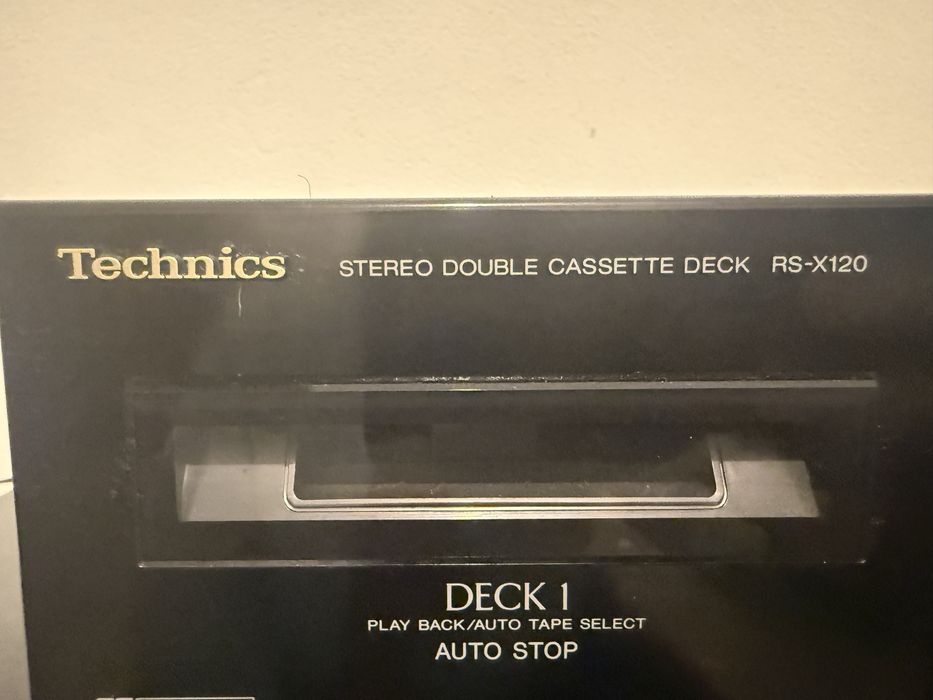 Technics STEREO DOUBLE CASSETTE DECK RS-X120
DECK 1
PLAY BACK/AUTO TAPE SELECT
AUTO STOP